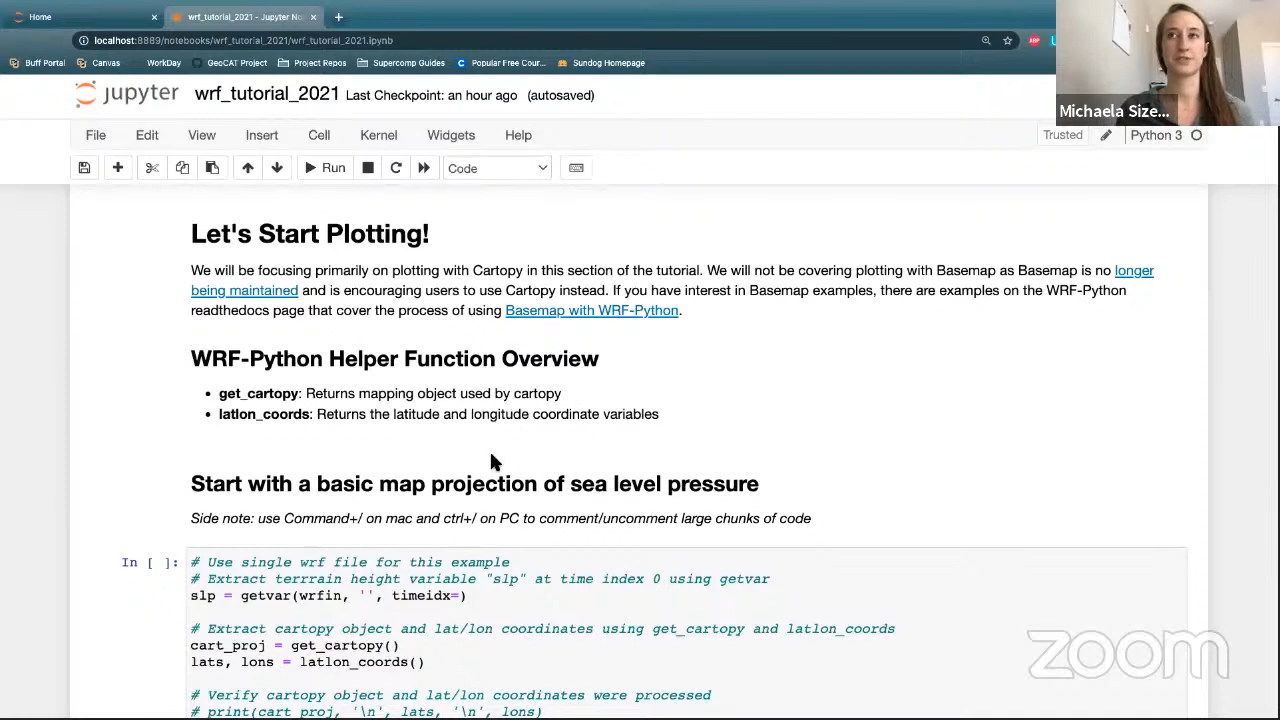 Home
wrf_tutorial_2021 - Jupyter No
localhost:8889/notebooks/wrf_tutorial_2021/wrf_tutorial_2021.ipynb
Buff Portal Canvas WorkDay GeoCAT Project Project Repos Supercomp Guides Popular Free Cour... Sundog Homepage
jupyter wrf_tutorial_2021 Last Checkpoint: an hour ago (autosaved)
Michaela Size...
File Edit View Insert Cell Kernel Widgets Help Trusted Python 3
Run Code
Let's Start Plotting!
We will be focusing primarily on plotting with Cartopy in this section of the tutorial. We will not be covering plotting with Basemap as Basemap is no longer
being maintained and is encouraging users to use Cartopy instead. If you have interest in Basemap examples, there are examples on the WRF-Python
readthedocs page that cover the process of using Basemap with WRF-Python.
WRF-Python Helper Function Overview
• get_cartopy: Returns mapping object used by cartopy
• latlon_coords: Returns the latitude and longitude coordinate variables
Start with a basic map projection of sea level pressure
Side note: use Command+/ on mac and ctrl+/ on PC to comment/uncomment large chunks of code
In [ ]: # Use single wrf file for this example
# Extract terrrain height variable "slp" at time index 0 using getvar
slp = getvar(wrfin, '', timeidx=)
# Extract cartopy object and lat/lon coordinates using get_cartopy and latlon_coords
cart_proj = get_cartopy()
lats, lons = latlon_coords()
# Verify cartopy object and lat/lon coordinates were processed
# print(cart_proj, '\n', lats, '\n', lons)
zoom